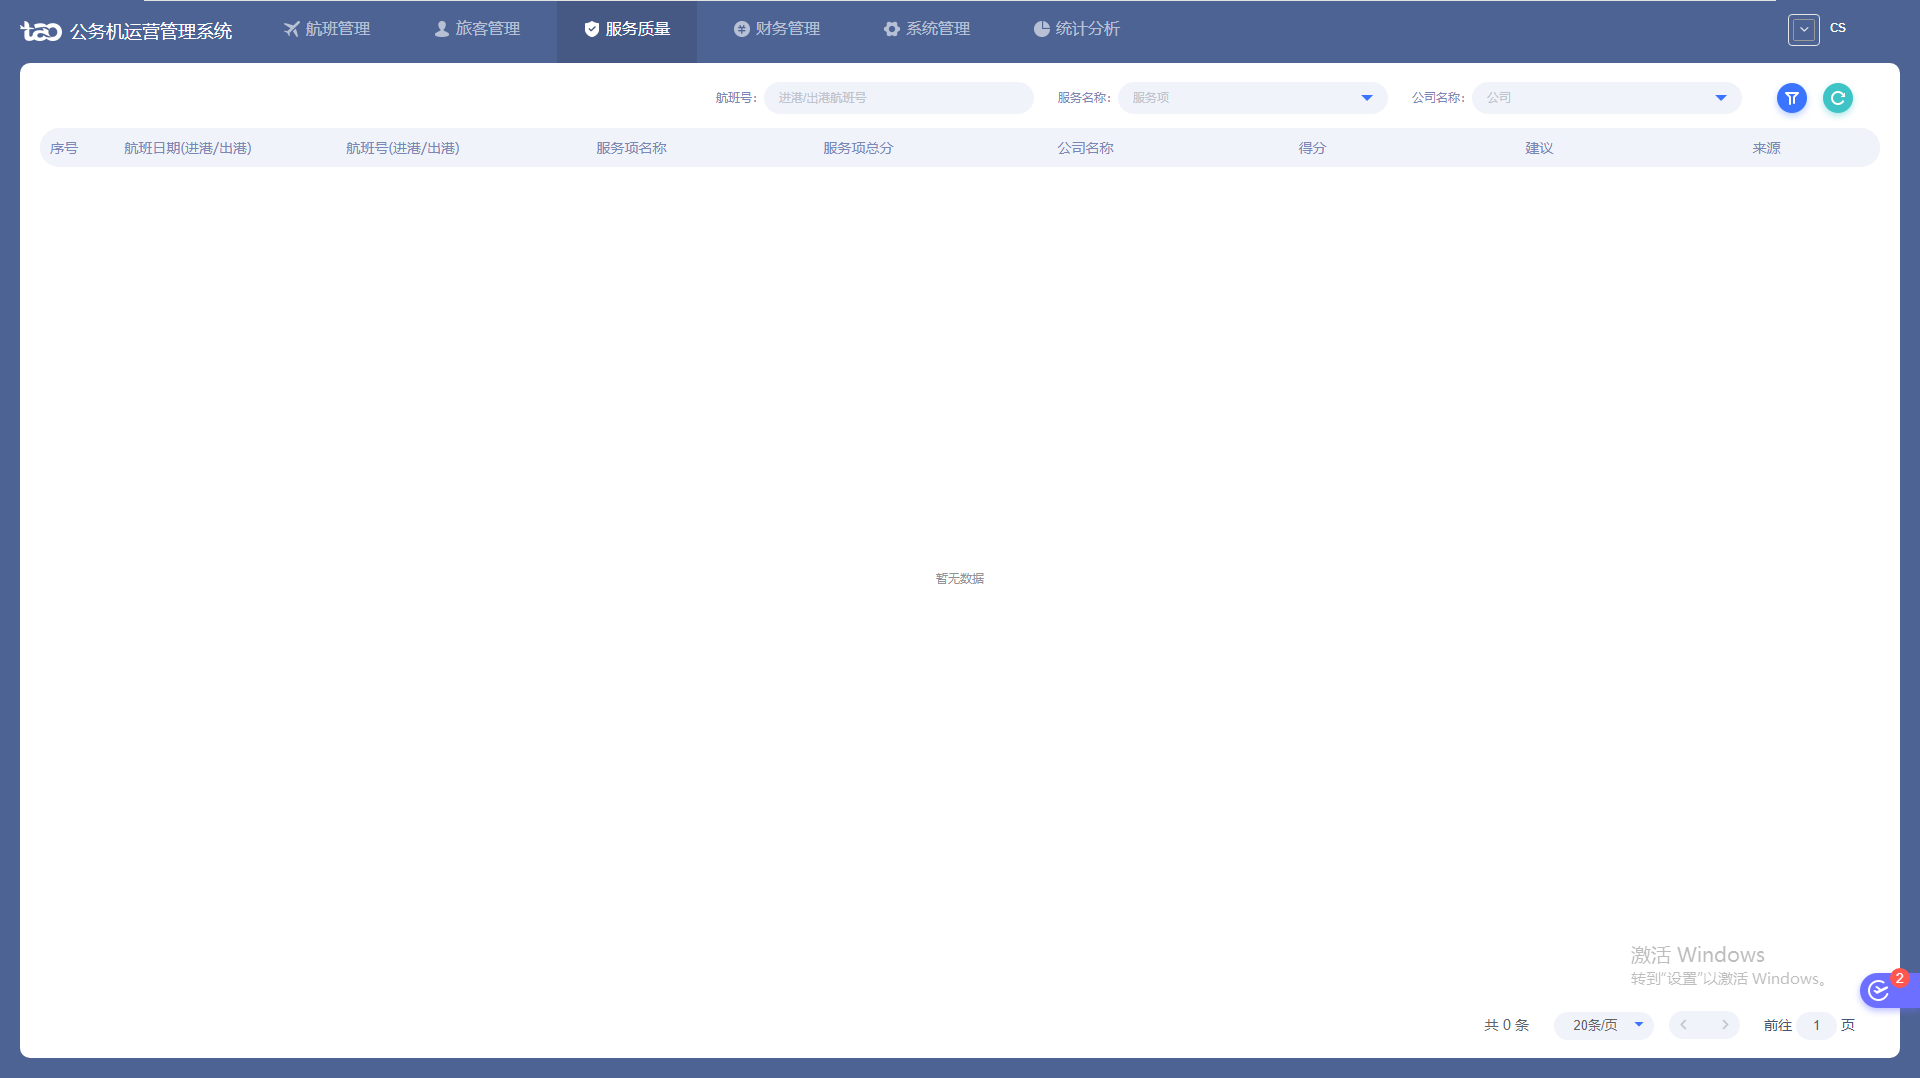 tao 公务机运营管理系统 航班管理 旅客管理 服务质量 财务管理 系统管理 统计分析 cs
航班号: 进港/出港航班号 服务名称: 服务项 公司名称: 公司
序号 航班日期(进港/出港) 航班号(进港/出港) 服务项名称 服务项总分 公司名称 得分 建议 来源
暂无数据
激活 Windows
转到"设置"以激活 Windows。
2
共 0 条 20条/页 前往 1 页